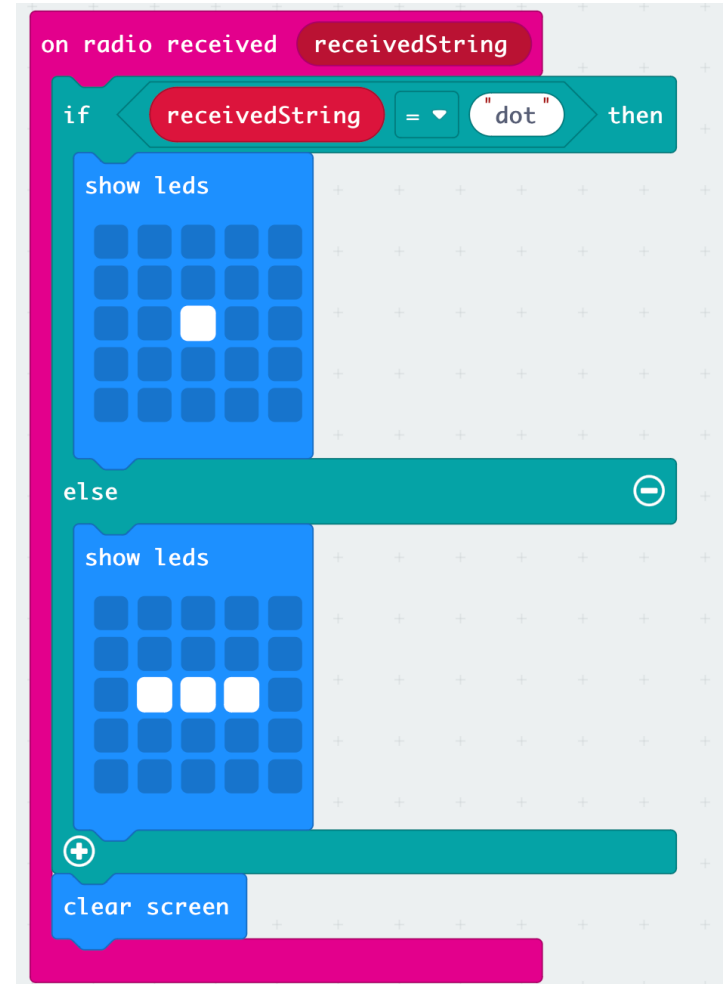 on radio received receivedString
if receivedString = "dot" then
show leds
else
show leds
clear screen